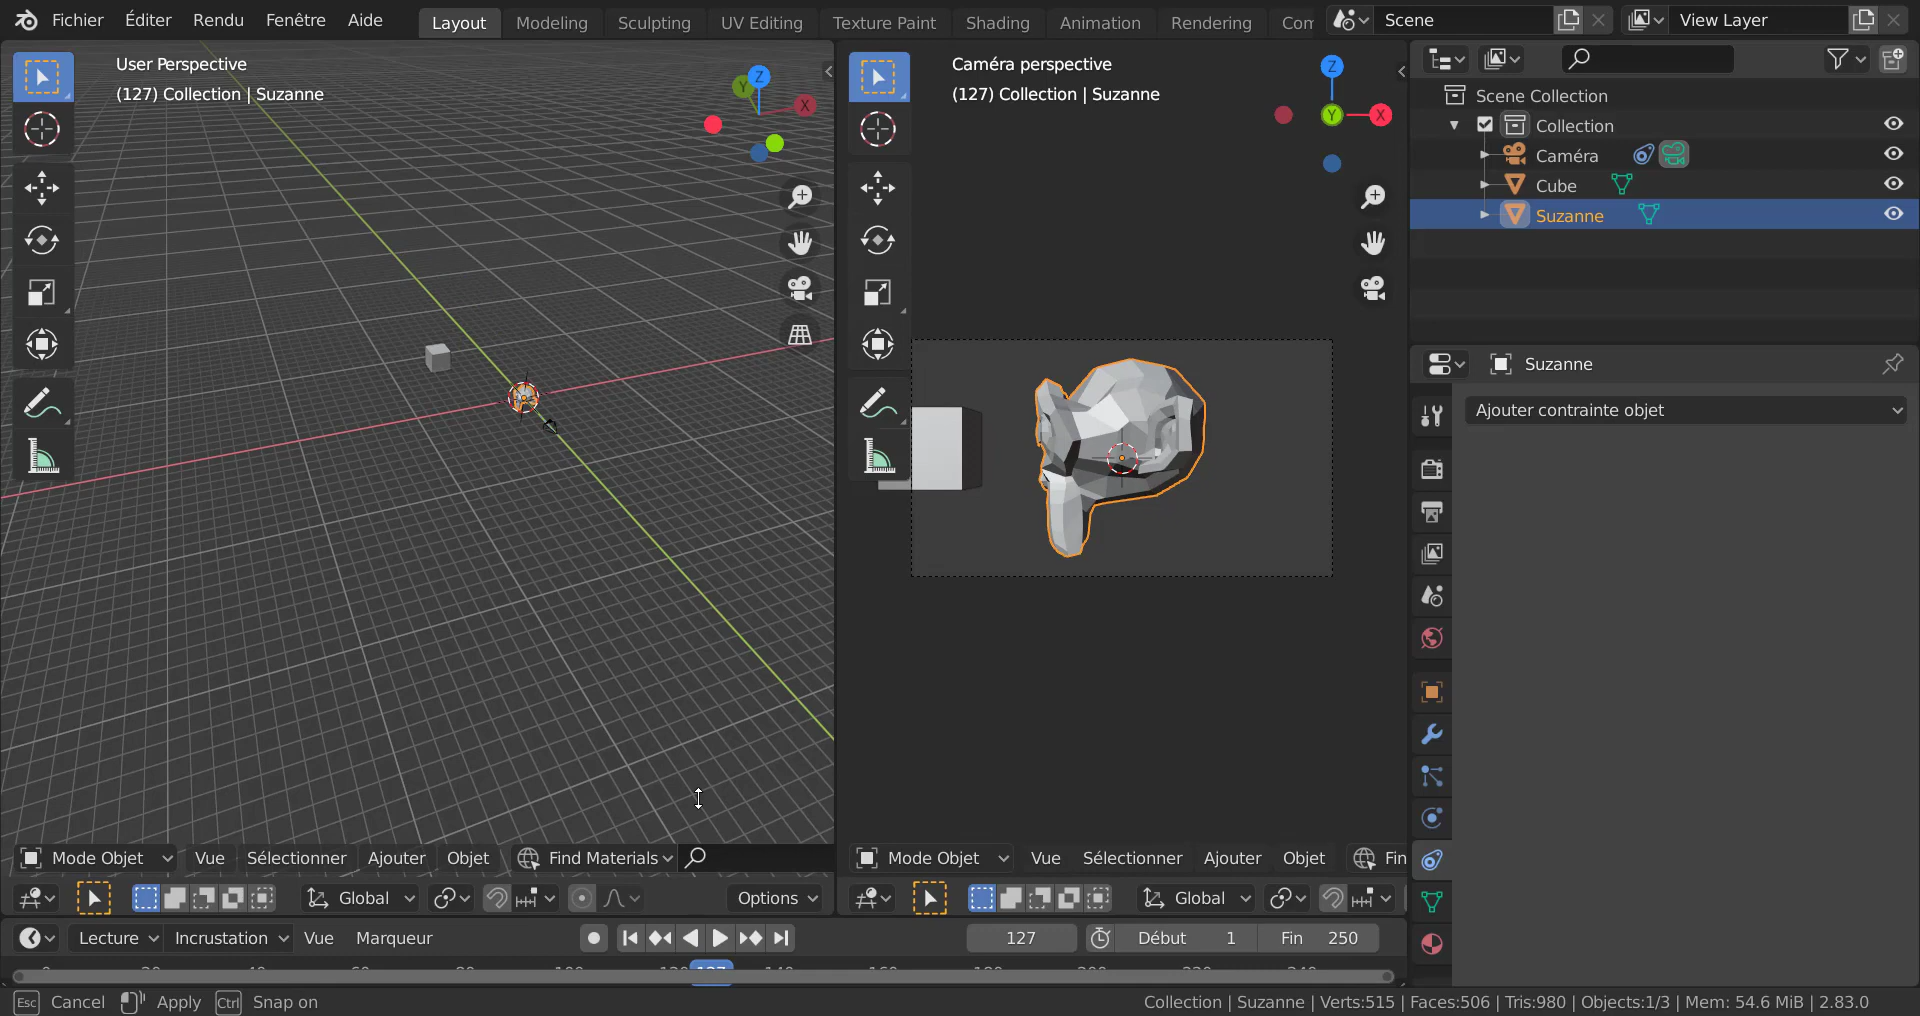 Fichier Éditer Rendu Fenêtre Aide Layout Modeling Sculpting UV Editing Texture Paint Shading Animation Rendering Com Scene View Layer
User Perspective
(127) Collection | Suzanne
Z
Y
X
Caméra perspective
(127) Collection | Suzanne
Z
Y
X
Scene Collection
Collection
Caméra
Cube
Suzanne
Suzanne
Ajouter contrainte objet
Mode Objet Vue Sélectionner Ajouter Objet Find Materials
Mode Objet Vue Sélectionner Ajouter Objet Fin
Global Options
Global
Lecture Incrustation Vue Marqueur 127 Début 1 Fin 250
Esc Cancel Apply Ctrl Snap on Collection | Suzanne | Verts:515 | Faces:506 | Tris:980 | Objects:1/3 | Mem: 54.6 MiB | 2.83.0